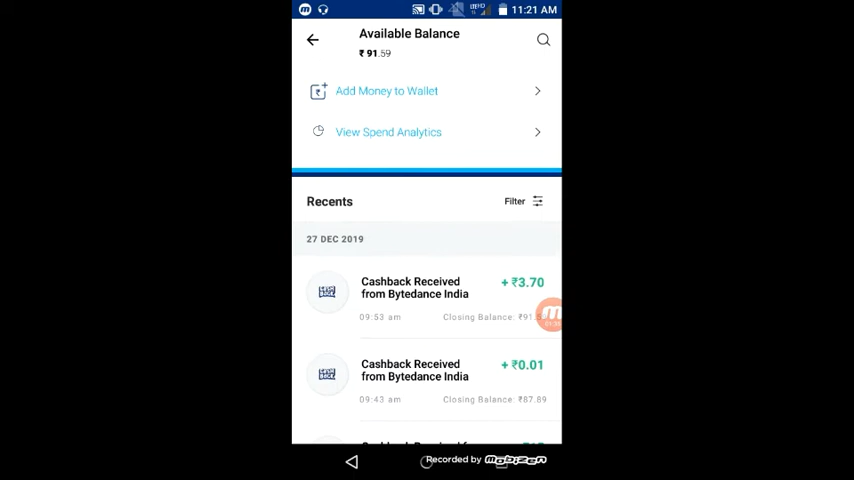 11:21 AM
Available Balance
₹ 91.59
Add Money to Wallet
View Spend Analytics
Recents
Filter
27 DEC 2019
Cashback Received
from Bytedance India
+ ₹3.70
09:53 am
Closing Balance: ₹91.5
Cashback Received
from Bytedance India
+ ₹0.01
09:43 am
Closing Balance: ₹87.89
Recorded by mobizen